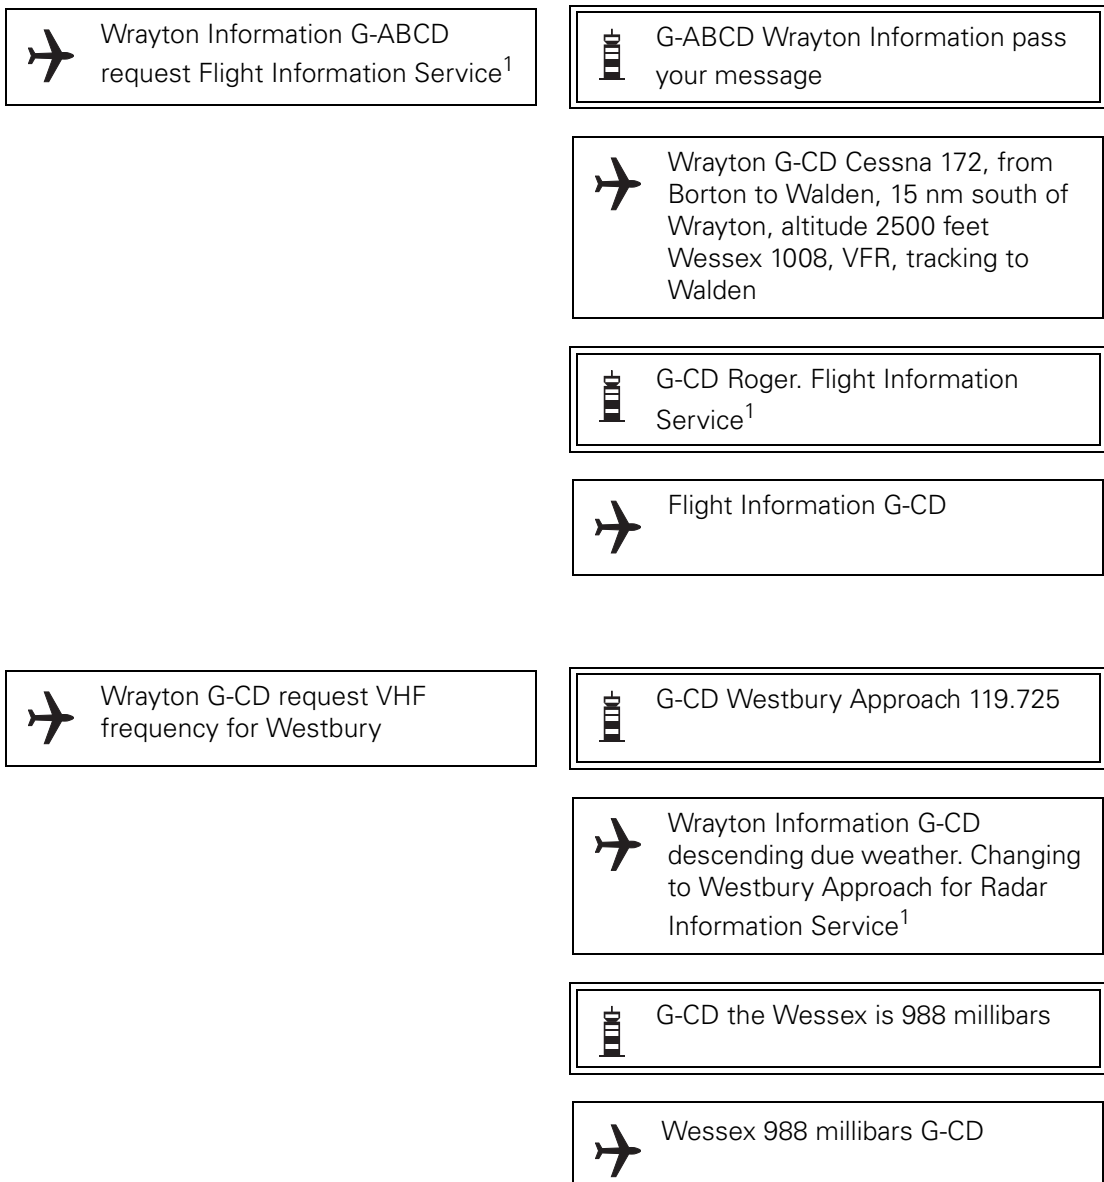 Wrayton Information G-ABCD
request Flight Information Service1
G-ABCD Wrayton Information pass
your message
Wrayton G-CD Cessna 172, from
Borton to Walden, 15 nm south of
Wrayton, altitude 2500 feet
Wessex 1008, VFR, tracking to
Walden
G-CD Roger. Flight Information
Service1
Flight Information G-CD
Wrayton G-CD request VHF
frequency for Westbury
G-CD Westbury Approach 119.725
Wrayton Information G-CD
descending due weather. Changing
to Westbury Approach for Radar
Information Service1
G-CD the Wessex is 988 millibars
Wessex 988 millibars G-CD